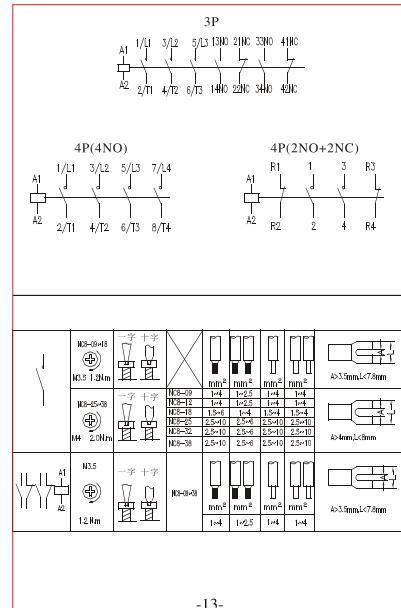 3P
1/L1 3/L2 5/L3 13NO 21NC 33NO 41NC
A1
A2
2/T1 4/T2 6/T3 14NO 22NC 34NO 42NC
4P(4NO) 4P(2NO+2NC)
1/L1 3/L2 5/L3 7/L4 R1 1 3 R3
A1 A1
A2 A2
2/T1 4/T2 6/T3 8/T4 R2 2 4 R4
NC8-09~18 一字 十字
M3.5 1.2N.m mm² mm² mm² mm² A>3.5mm,L<7.8mm
NC8-09 1~4 1~2.5 1~4 1~4
NC8-12 1~4 1~2.5 1~4 1~4
NC8-18 1.5~6 1~4 1.5~4 1.5~4
NC8-25~38 一字 十字 NC8-25 2.5~10 2.5~6 2.5~10 2.5~10
NC8-32 2.5~10 2.5~6 2.5~10 2.5~10
M4 2.0N.m NC8-38 2.5~10 2.5~6 2.5~10 2.5~10 A>4mm,L<8mm
A1 M3.5 一字 十字
A2 NC8-09~38 mm² mm² mm² mm² A>3.5mm,L<7.8mm
1.2 N.m 1~4 1~2.5 1~4 1~4
A L
-13-